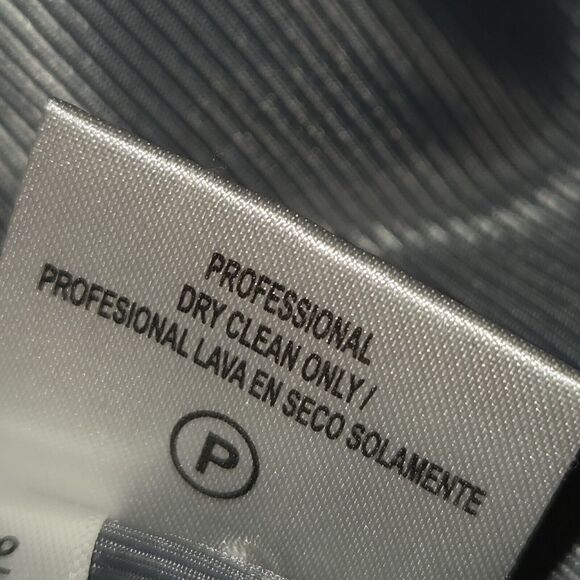 PROFESSIONAL
DRY CLEAN ONLY/
PROFESIONAL LAVA EN SECO SOLAMENTE
P